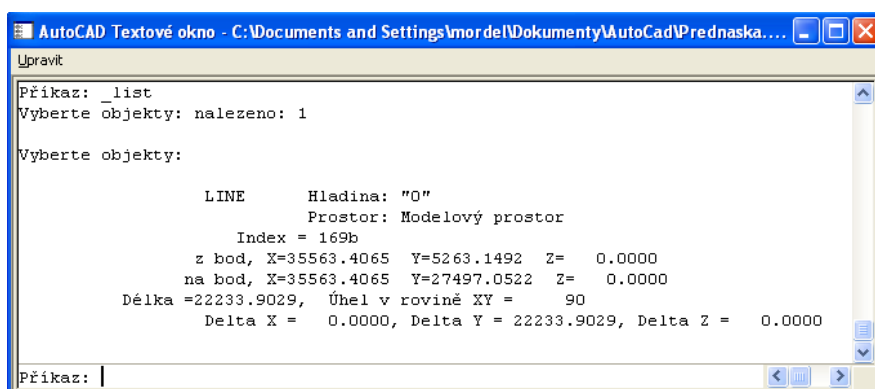 AutoCAD Textové okno - C:\Documents and Settings\mordel\Dokumenty\AutoCad\Prednaska....
Upravit
Příkaz: _list
Vyberte objekty: nalezeno: 1
Vyberte objekty:
LINE Hladina: "0"
Prostor: Modelový prostor
Index = 169b
z bod, X=35563.4065 Y=5263.1492 Z= 0.0000
na bod, X=35563.4065 Y=27497.0522 Z= 0.0000
Délka =22233.9029, Úhel v rovině XY = 90
Delta X = 0.0000, Delta Y = 22233.9029, Delta Z = 0.0000
Příkaz: